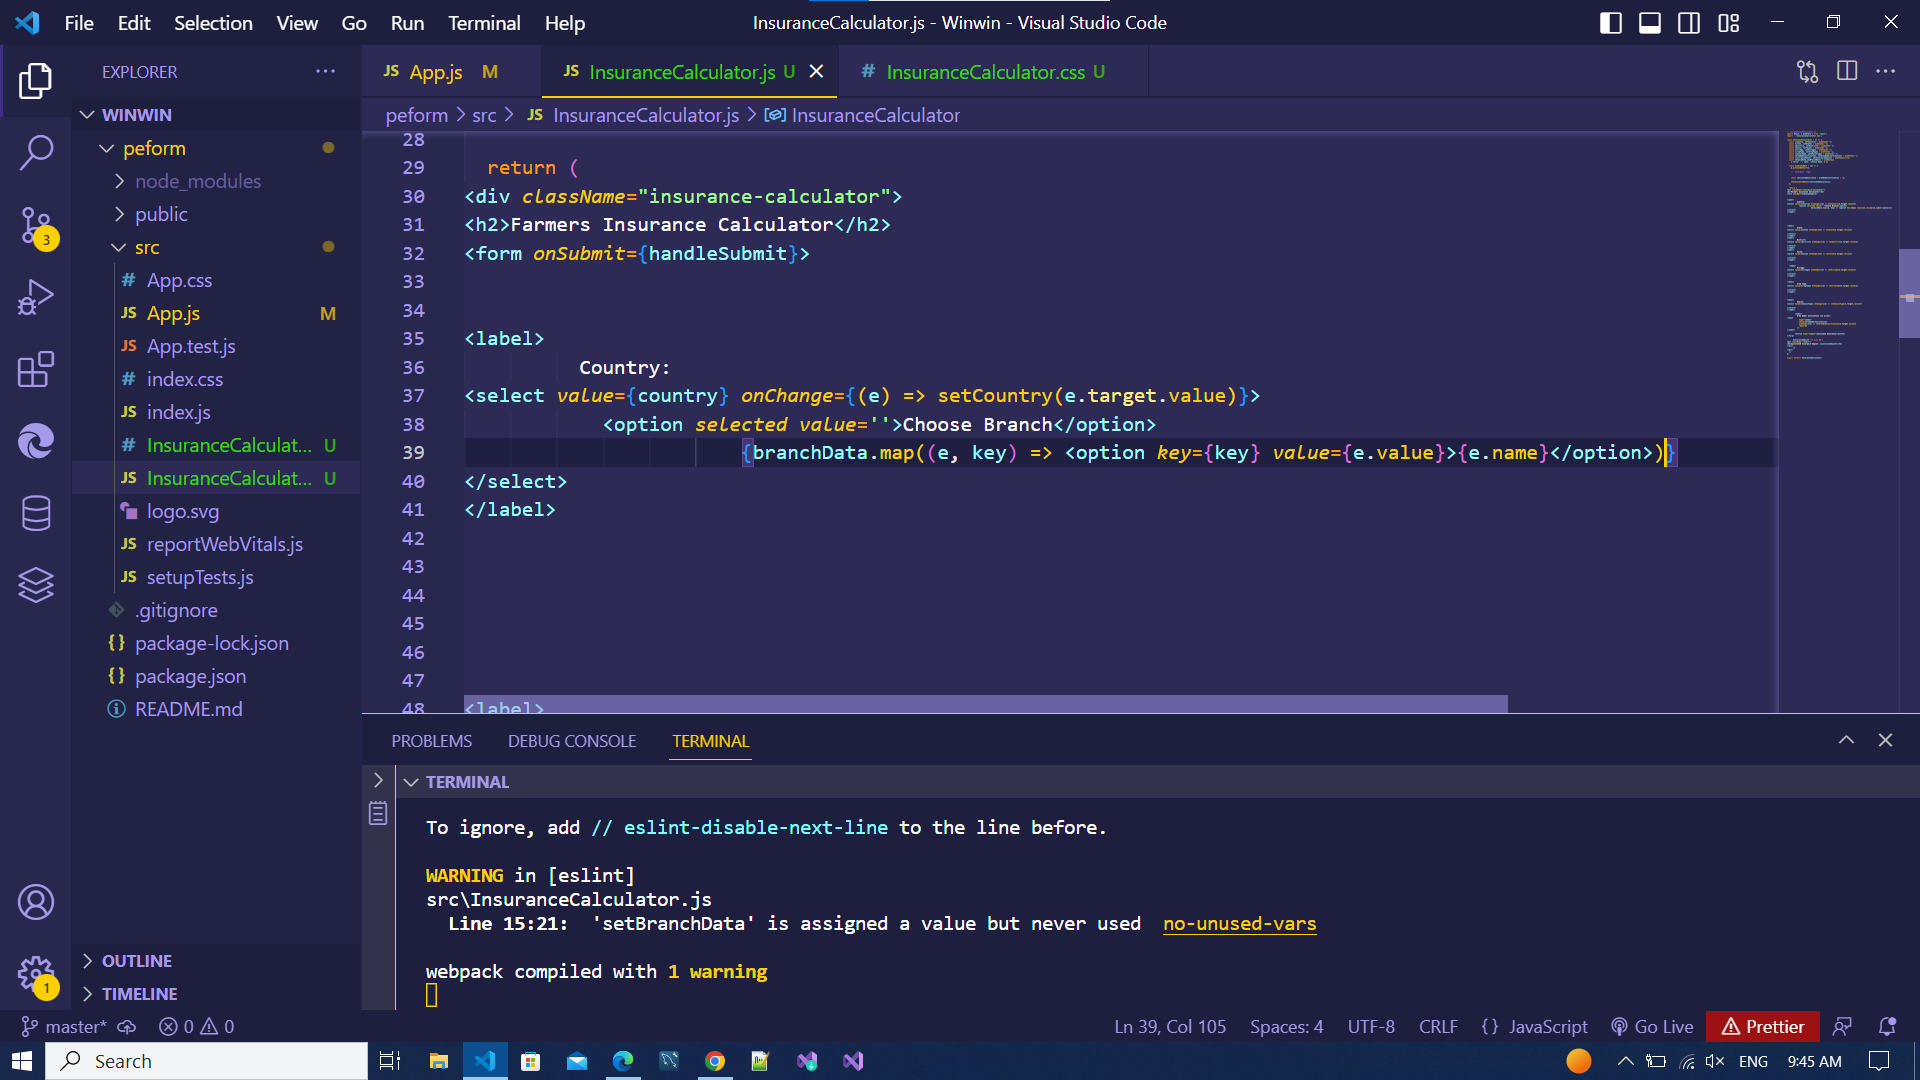 File Edit Selection View Go Run Terminal Help
InsuranceCalculator.js - Winwin - Visual Studio Code
EXPLORER
WINWIN
peform
node_modules
public
src
# App.css
JS App.js M
JS App.test.js
# index.css
JS index.js
# InsuranceCalculat... U
JS InsuranceCalculat... U
logo.svg
JS reportWebVitals.js
JS setupTests.js
.gitignore
{} package-lock.json
{} package.json
README.md
OUTLINE
TIMELINE
3
1
JS App.js M
JS InsuranceCalculator.js U
# InsuranceCalculator.css U
peform > src > JS InsuranceCalculator.js > InsuranceCalculator
28
29 return (
30 <div className="insurance-calculator">
31 <h2>Farmers Insurance Calculator</h2>
32 <form onSubmit={handleSubmit}>
33
34
35 <label>
36 Country:
37 <select value={country} onChange={(e) => setCountry(e.target.value)}>
38 <option selected value=''>Choose Branch</option>
39 {branchData.map((e, key) => <option key={key} value={e.value}>{e.name}</option>)}
40 </select>
41 </label>
42
43
44
45
46
47
48 <label>
PROBLEMS DEBUG CONSOLE TERMINAL
TERMINAL
To ignore, add // eslint-disable-next-line to the line before.
WARNING in [eslint]
src\InsuranceCalculator.js
Line 15:21: 'setBranchData' is assigned a value but never used no-unused-vars
webpack compiled with 1 warning
master* 0 0
Ln 39, Col 105 Spaces: 4 UTF-8 CRLF {} JavaScript Go Live Prettier
Search
ENG 9:45 AM